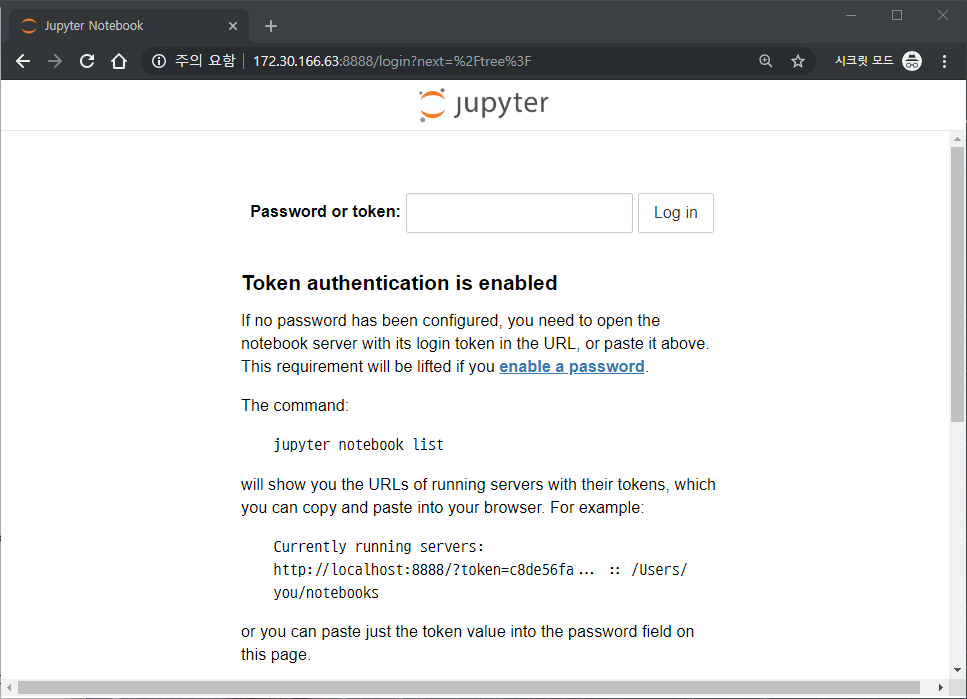 Jupyter Notebook
주의 요함 172.30.166.63:8888/login?next=%2Ftree%3F 시크릿 모드
jupyter
Password or token: Log in
Token authentication is enabled
If no password has been configured, you need to open the
notebook server with its login token in the URL, or paste it above.
This requirement will be lifted if you enable a password.
The command:
jupyter notebook list
will show you the URLs of running servers with their tokens, which
you can copy and paste into your browser. For example:
Currently running servers:
http://localhost:8888/?token=c8de56fa... :: /Users/
you/notebooks
or you can paste just the token value into the password field on
this page.